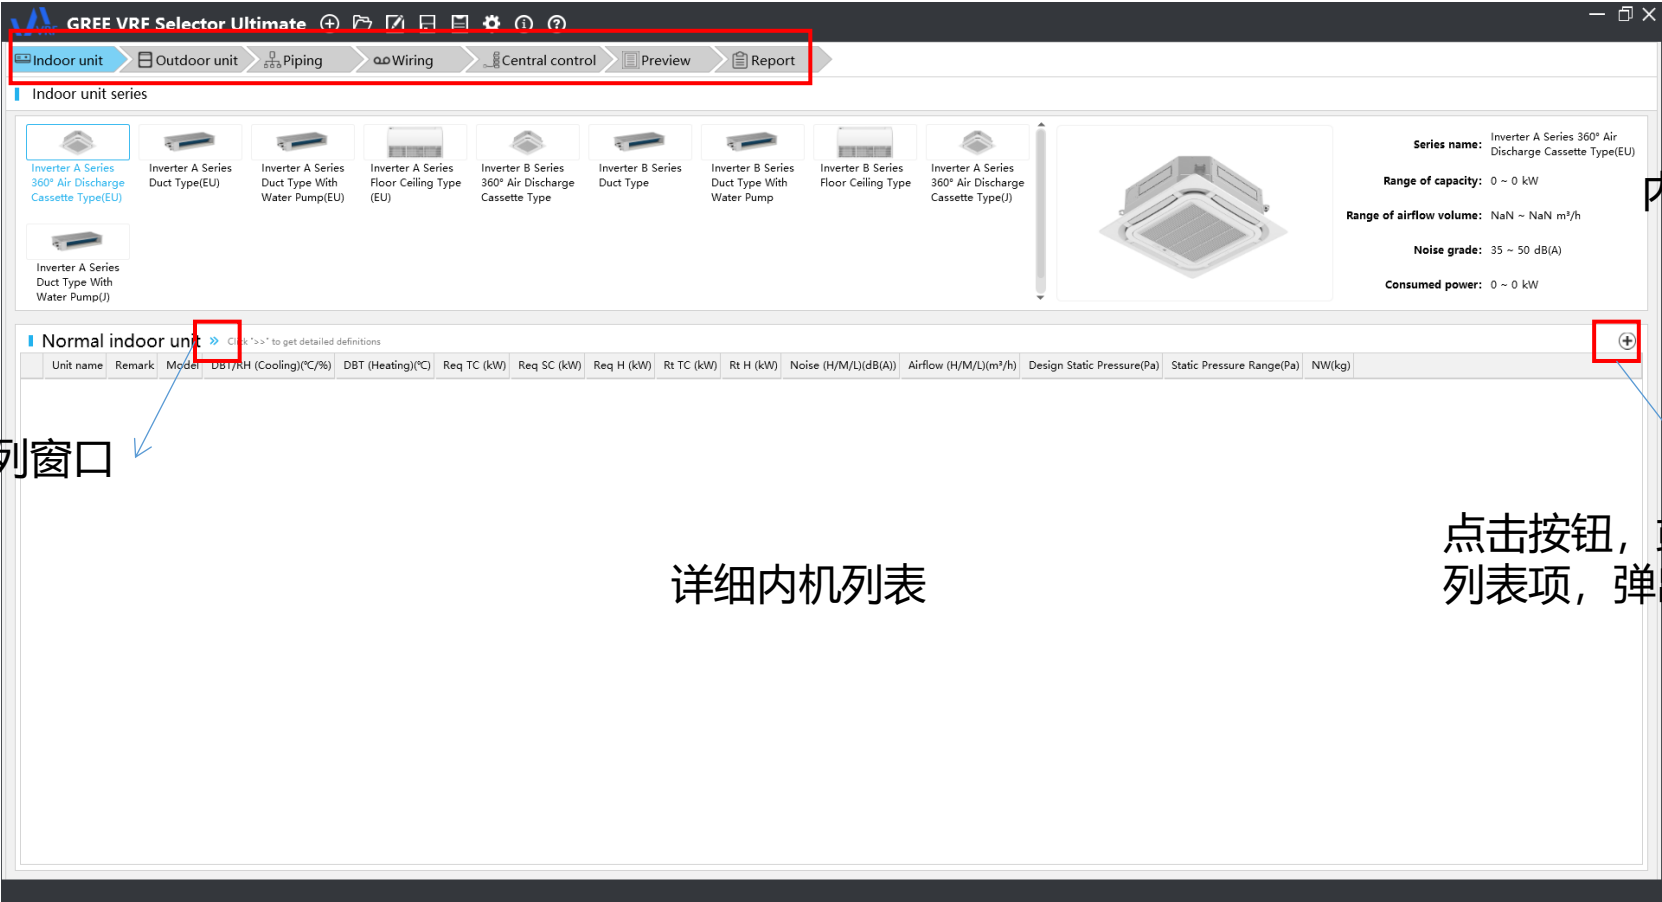 GREE VRF Selector Ultimate
Indoor unit
Outdoor unit
Piping
Wiring
Central control
Preview
Report
Indoor unit series
Inverter A Series
360° Air Discharge
Cassette Type(EU)
Inverter A Series
Duct Type(EU)
Inverter A Series
Duct Type With
Water Pump(EU)
Inverter A Series
Floor Ceiling Type
(EU)
Inverter B Series
360° Air Discharge
Cassette Type
Inverter B Series
Duct Type
Inverter B Series
Duct Type With
Water Pump
Inverter B Series
Floor Ceiling Type
Inverter A Series
360° Air Discharge
Cassette Type(J)
Inverter A Series
Duct Type With
Water Pump(J)
Series name: Inverter A Series 360° Air
Discharge Cassette Type(EU)
Range of capacity: 0 ~ 0 kW
Range of airflow volume: NaN ~ NaN m³/h
Noise grade: 35 ~ 50 dB(A)
Consumed power: 0 ~ 0 kW
Normal indoor unit » Click ">>" to get detailed definitions
Unit name Remark Model DBT/RH (Cooling)(℃/%) DBT (Heating)(℃) Req TC (kW) Req SC (kW) Req H (kW) Rt TC (kW) Rt H (kW) Noise (H/M/L)(dB(A)) Airflow (H/M/L)(m³/h) Design Static Pressure(Pa) Static Pressure Range(Pa) NW(kg)
列窗口
详细内机列表
点击按钮，
列表项，弹